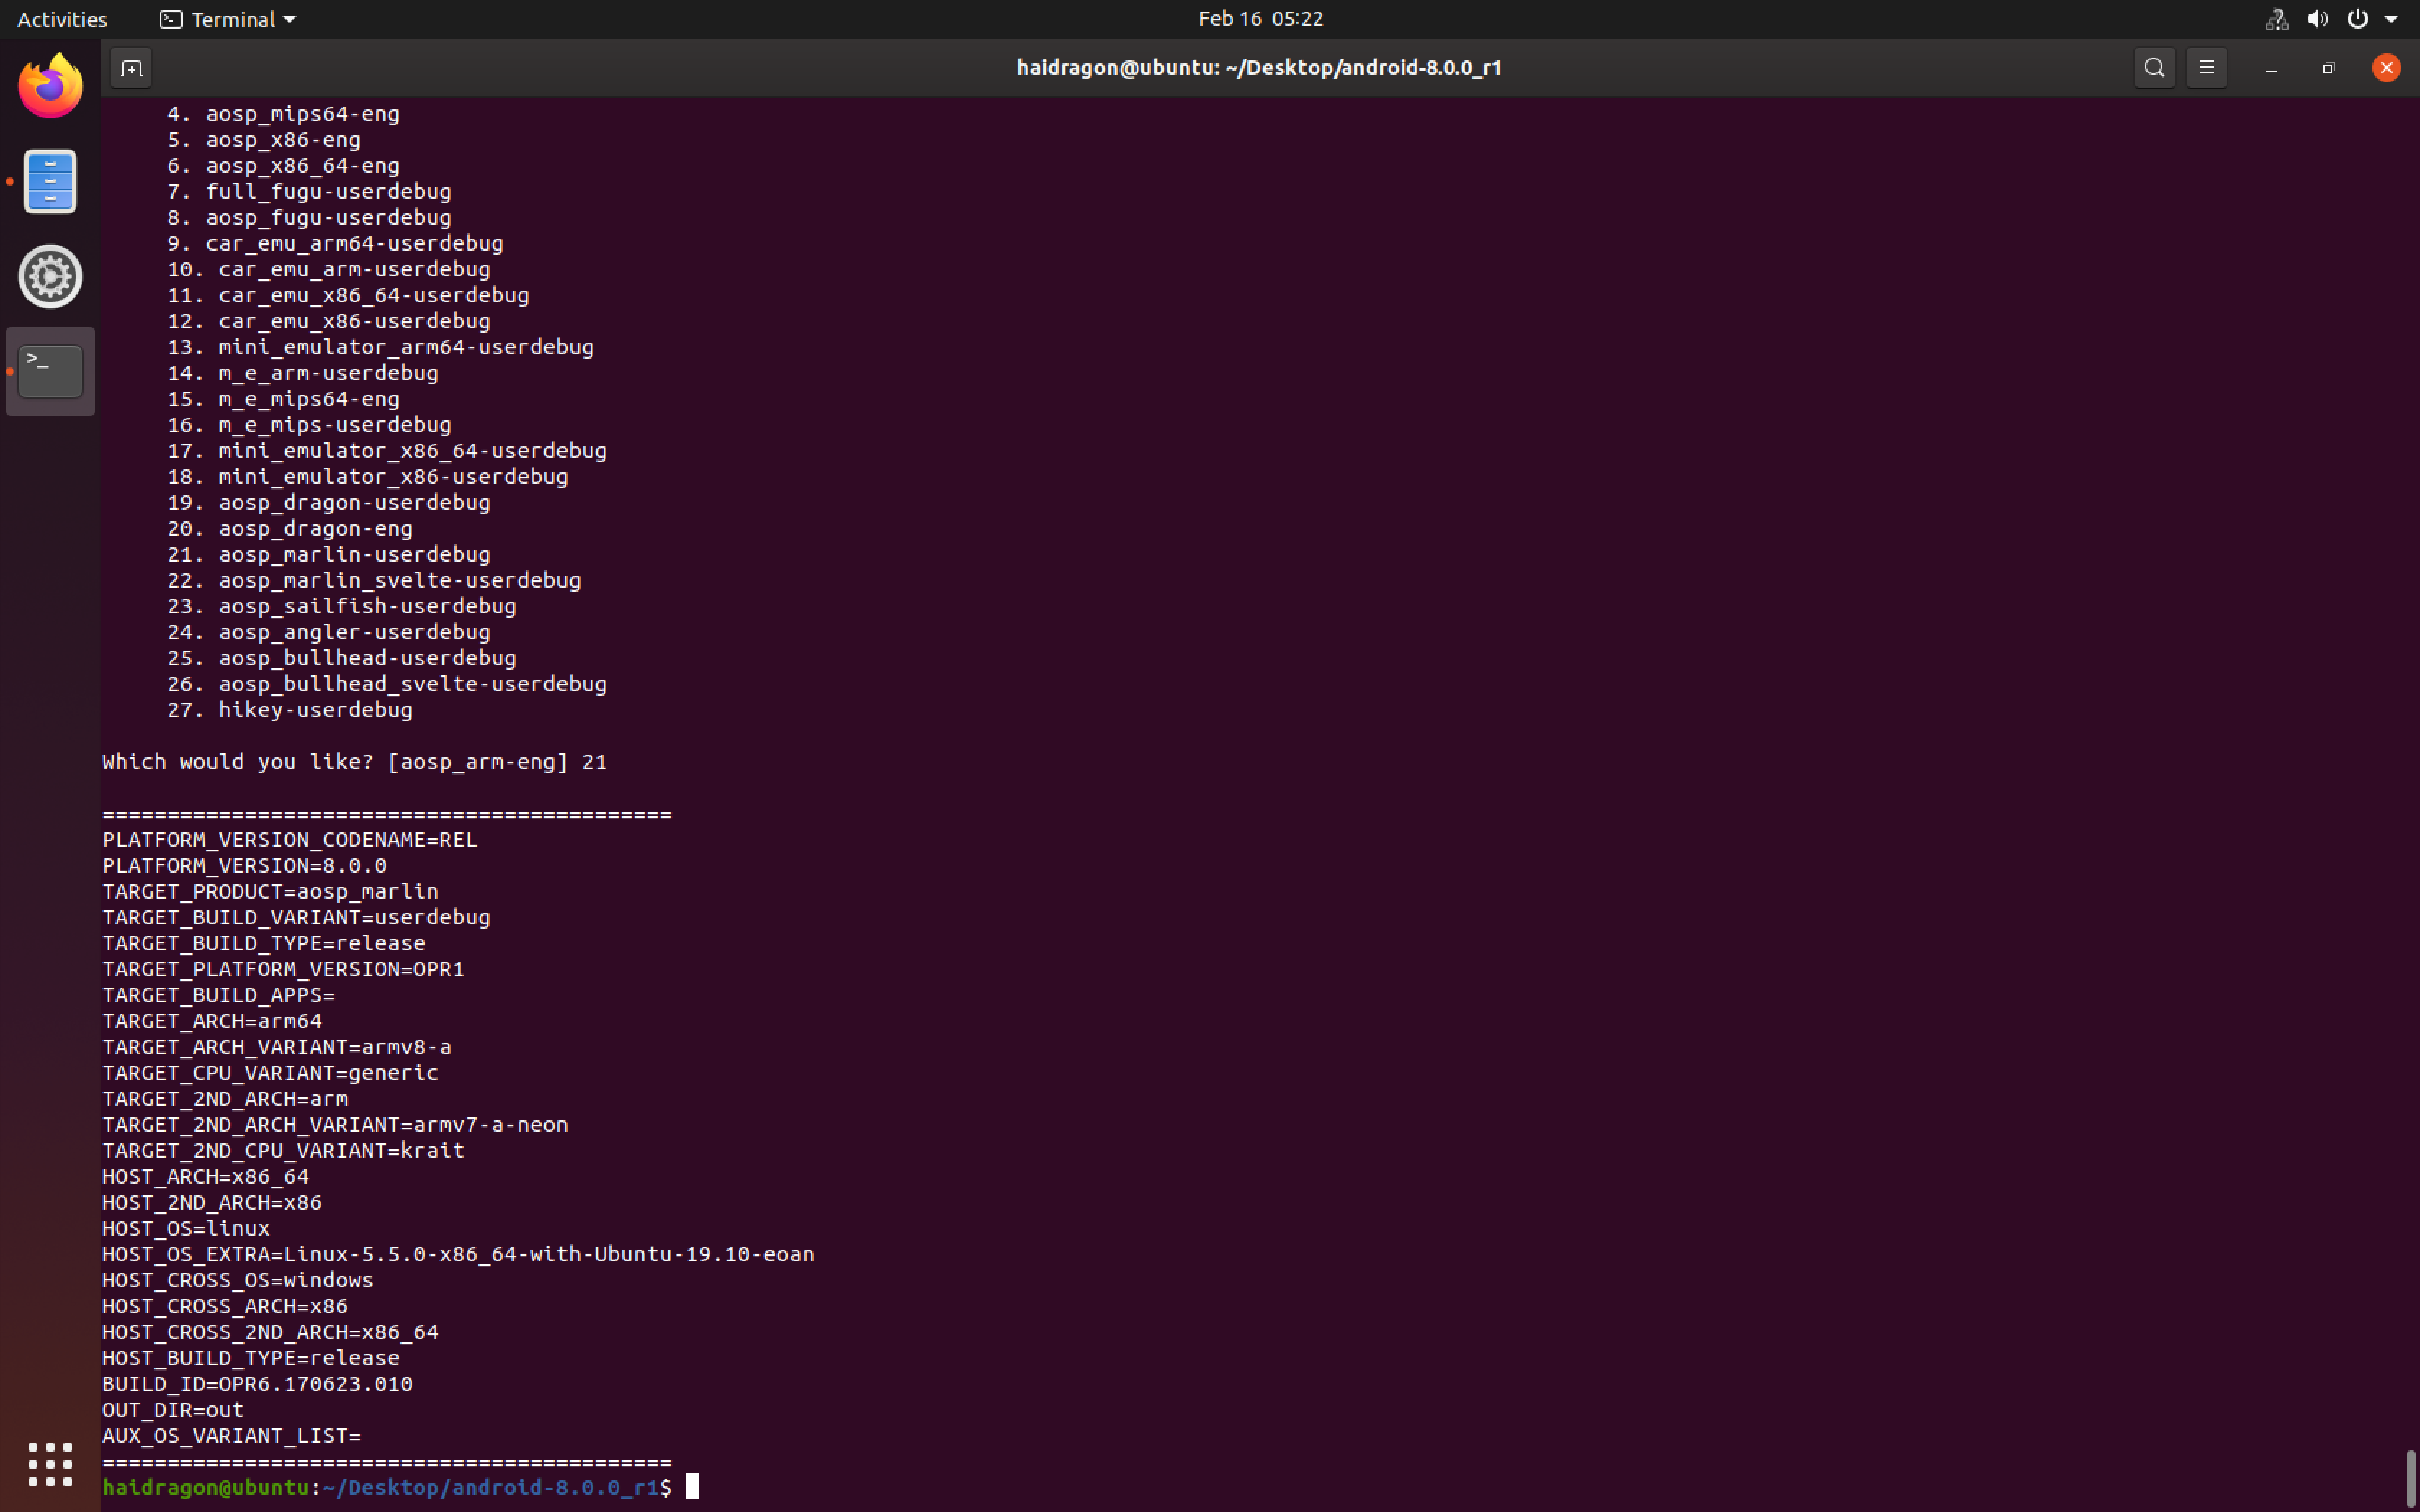 Activities
Terminal
Feb 16 05:22
haidragon@ubuntu: ~/Desktop/android-8.0.0_r1
4. aosp_mips64-eng
5. aosp_x86-eng
6. aosp_x86_64-eng
7. full_fugu-userdebug
8. aosp_fugu-userdebug
9. car_emu_arm64-userdebug
10. car_emu_arm-userdebug
11. car_emu_x86_64-userdebug
12. car_emu_x86-userdebug
13. mini_emulator_arm64-userdebug
14. m_e_arm-userdebug
15. m_e_mips64-eng
16. m_e_mips-userdebug
17. mini_emulator_x86_64-userdebug
18. mini_emulator_x86-userdebug
19. aosp_dragon-userdebug
20. aosp_dragon-eng
21. aosp_marlin-userdebug
22. aosp_marlin_svelte-userdebug
23. aosp_sailfish-userdebug
24. aosp_angler-userdebug
25. aosp_bullhead-userdebug
26. aosp_bullhead_svelte-userdebug
27. hikey-userdebug
Which would you like? [aosp_arm-eng] 21
============================================
PLATFORM_VERSION_CODENAME=REL
PLATFORM_VERSION=8.0.0
TARGET_PRODUCT=aosp_marlin
TARGET_BUILD_VARIANT=userdebug
TARGET_BUILD_TYPE=release
TARGET_PLATFORM_VERSION=OPR1
TARGET_BUILD_APPS=
TARGET_ARCH=arm64
TARGET_ARCH_VARIANT=armv8-a
TARGET_CPU_VARIANT=generic
TARGET_2ND_ARCH=arm
TARGET_2ND_ARCH_VARIANT=armv7-a-neon
TARGET_2ND_CPU_VARIANT=krait
HOST_ARCH=x86_64
HOST_2ND_ARCH=x86
HOST_OS=linux
HOST_OS_EXTRA=Linux-5.5.0-x86_64-with-Ubuntu-19.10-eoan
HOST_CROSS_OS=windows
HOST_CROSS_ARCH=x86
HOST_CROSS_2ND_ARCH=x86_64
HOST_BUILD_TYPE=release
BUILD_ID=OPR6.170623.010
OUT_DIR=out
AUX_OS_VARIANT_LIST=
============================================
haidragon@ubuntu:~/Desktop/android-8.0.0_r1$